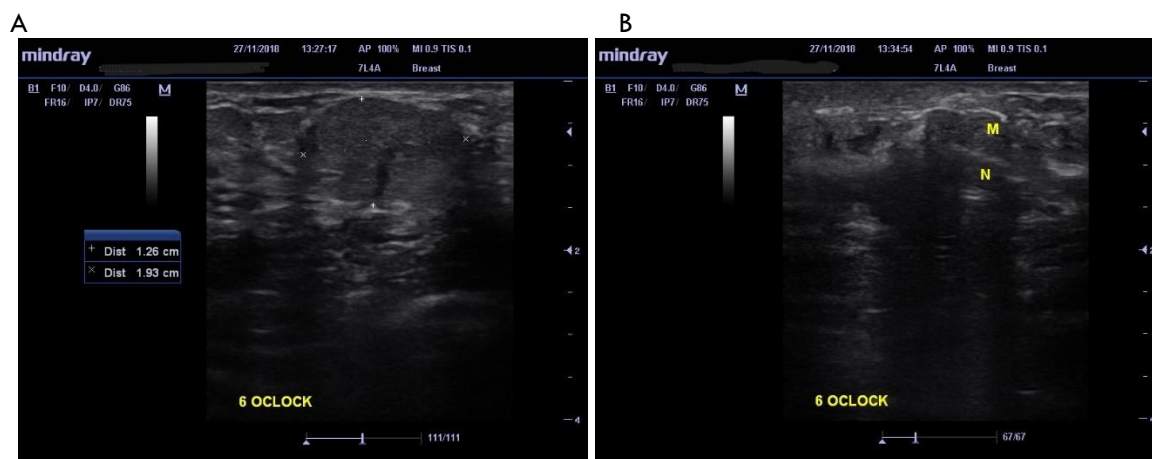 A
B
mindray
27/11/2018 13:27:17 AP 100% MI 0.9 TIS 0.1
7L4A Breast
B1 F10/ D4.0/ G86
FR16/ IP7/ DR75
M
+ Dist 1.26 cm
× Dist 1.93 cm
2
4
6 OCLOCK
111/111
mindray
27/11/2018 13:34:54 AP 100% MI 0.9 TIS 0.1
7L4A Breast
B1 F10/ D4.0/ G86
FR16/ IP7/ DR75
M
M
N
2
4
6 OCLOCK
67/67